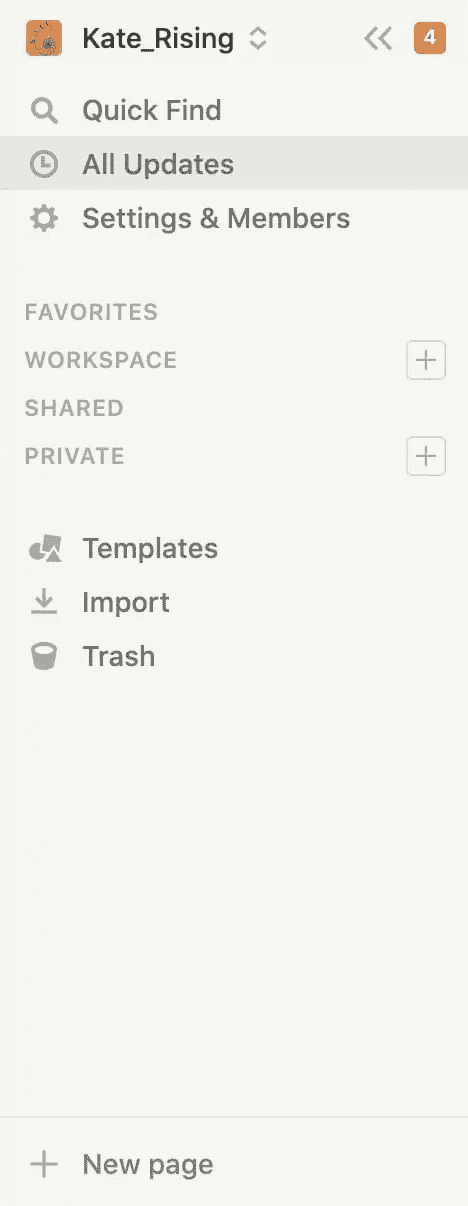 Kate_Rising 4
Quick Find
All Updates
Settings & Members
FAVORITES
WORKSPACE
SHARED
PRIVATE
Templates
Import
Trash
New page